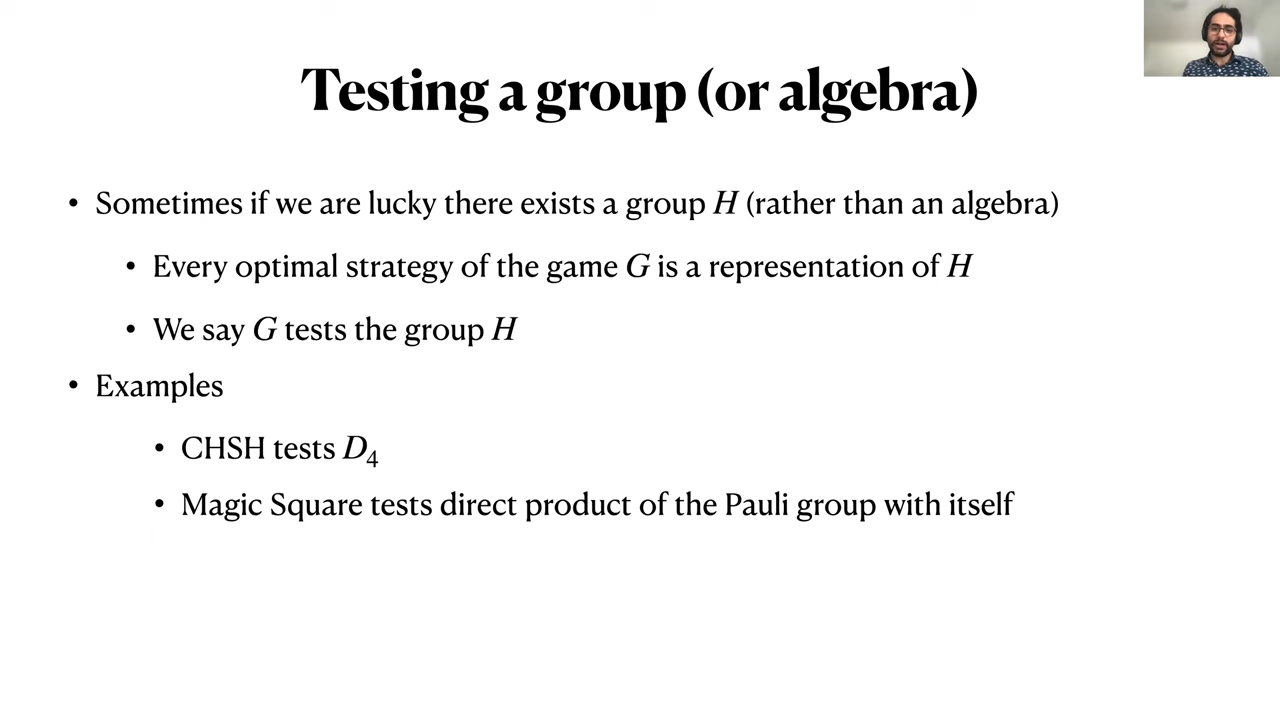 Testing a group (or algebra)
• Sometimes if we are lucky there exists a group H (rather than an algebra)
• Every optimal strategy of the game G is a representation of H
• We say G tests the group H
• Examples
• CHSH tests D₄
• Magic Square tests direct product of the Pauli group with itself